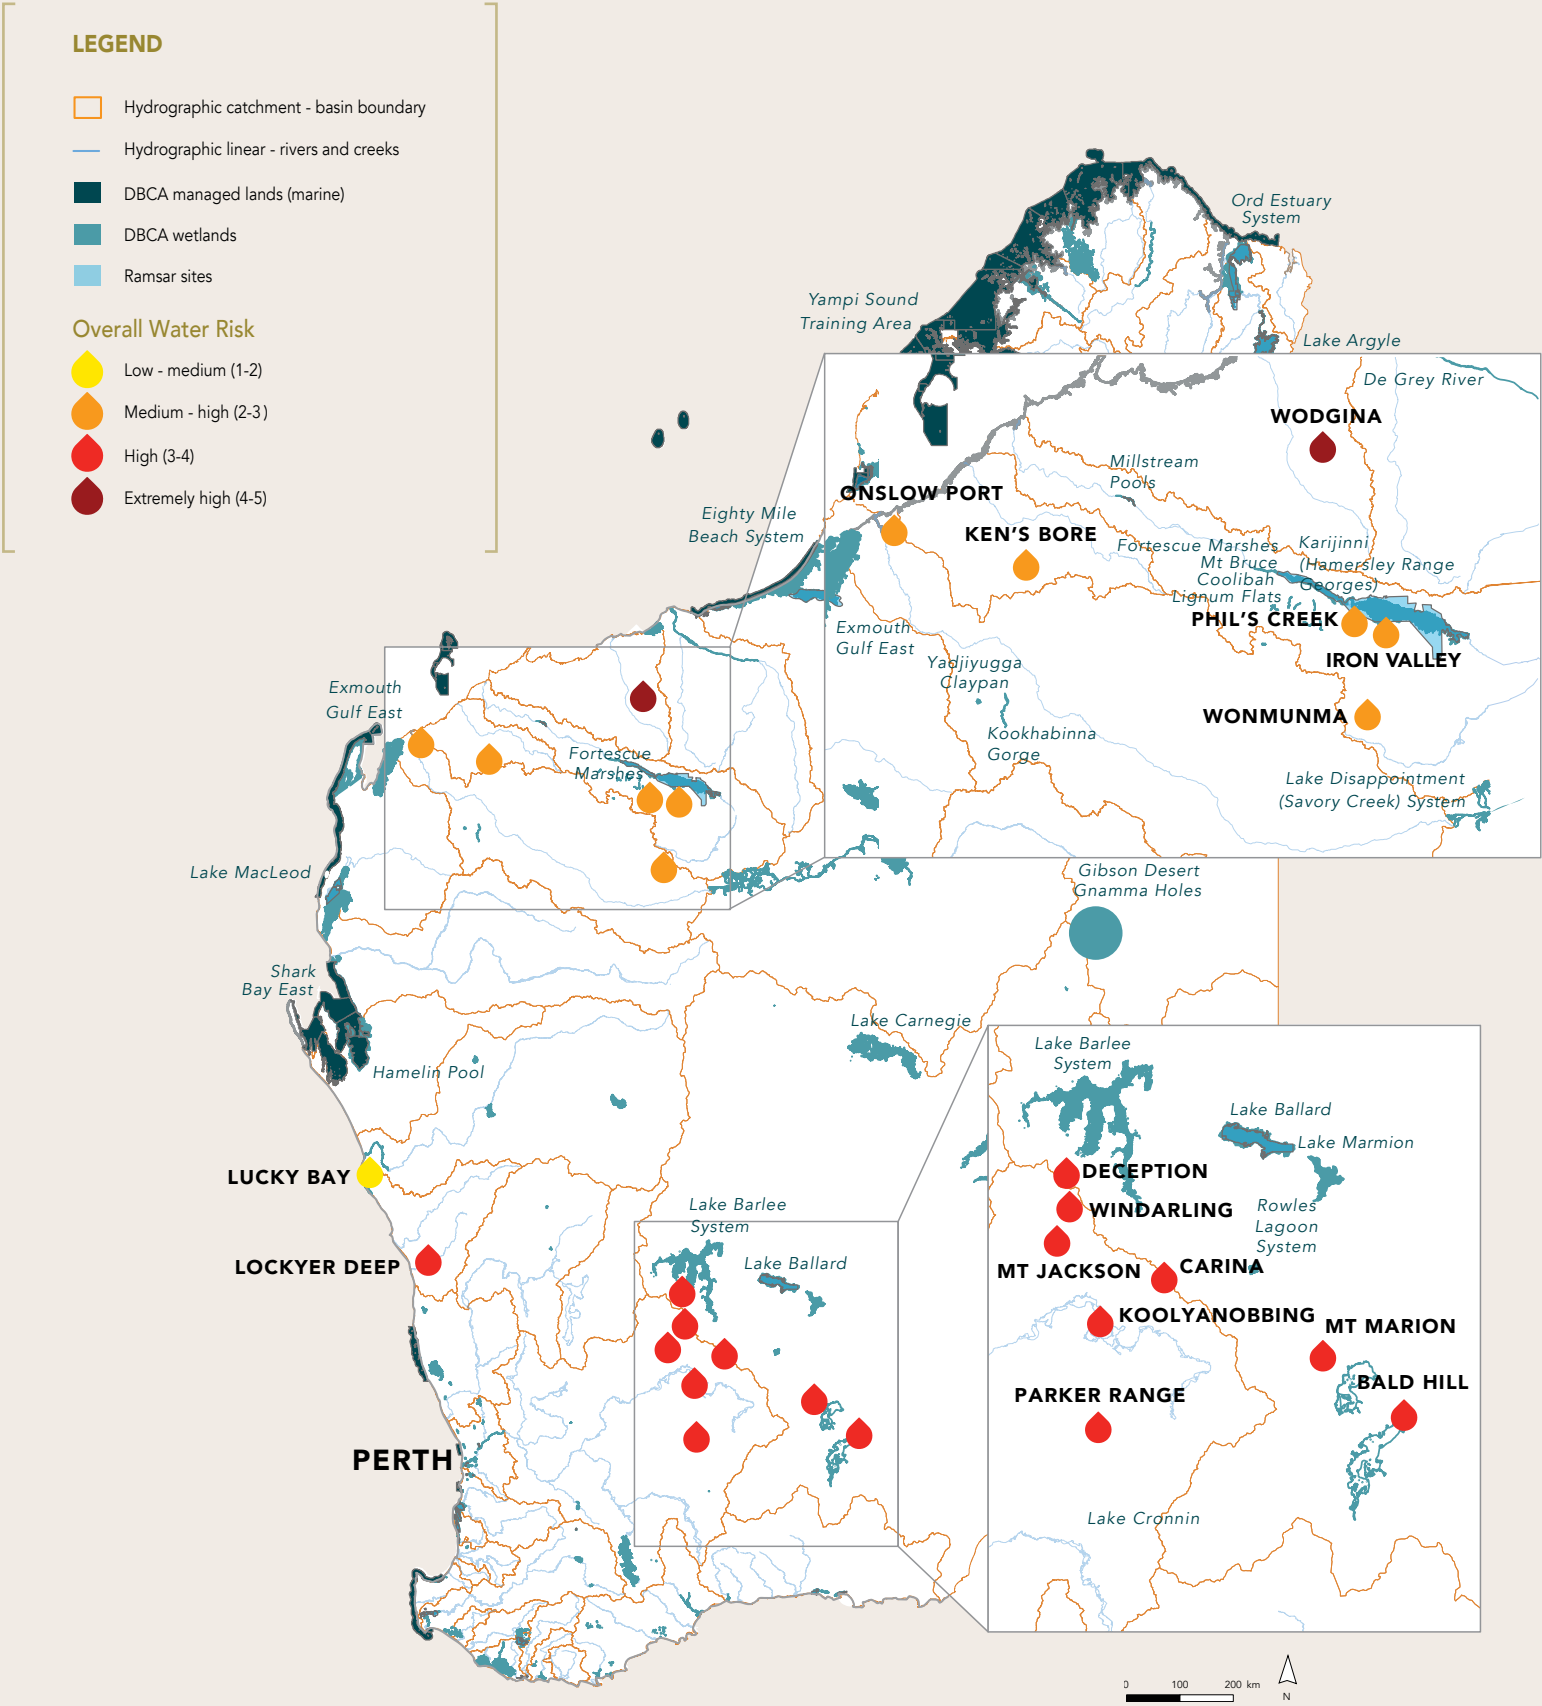 LEGEND
Hydrographic catchment - basin boundary
Hydrographic linear - rivers and creeks
DBCA managed lands (marine)
DBCA wetlands
Ramsar sites
Overall Water Risk
Low - medium (1-2)
Medium - high (2-3)
High (3-4)
Extremely high (4-5)
Ord Estuary
System
Yampi Sound
Training Area
Lake Argyle
De Grey River
WODGINA
Millstream
Pools
ONSLOW PORT
Eighty Mile
Beach System
KEN'S BORE
Fortescue Marshes
Mt Bruce
Coolibah
Lignum Flats
Karijinni
(Hamersley Range
Georges)
PHIL'S CREEK
IRON VALLEY
Exmouth
Gulf East
Yadjiyugga
Claypan
WONMUNMA
Kookhabinna
Gorge
Lake Disappointment
(Savory Creek) System
Exmouth
Gulf East
Fortescue
Marshes
Lake MacLeod
Gibson Desert
Gnamma Holes
Shark
Bay East
Lake Carnegie
Hamelin Pool
Lake Barlee
System
Lake Ballard
Lake Marmion
DECEPTION
LUCKY BAY
WINDARLING
Rowles
Lagoon
System
Lake Barlee
System
Lake Ballard
LOCKYER DEEP
MT JACKSON
CARINA
KOOLYANOBBING
MT MARION
BALD HILL
PARKER RANGE
PERTH
Lake Cronnin
0 100 200 km
N